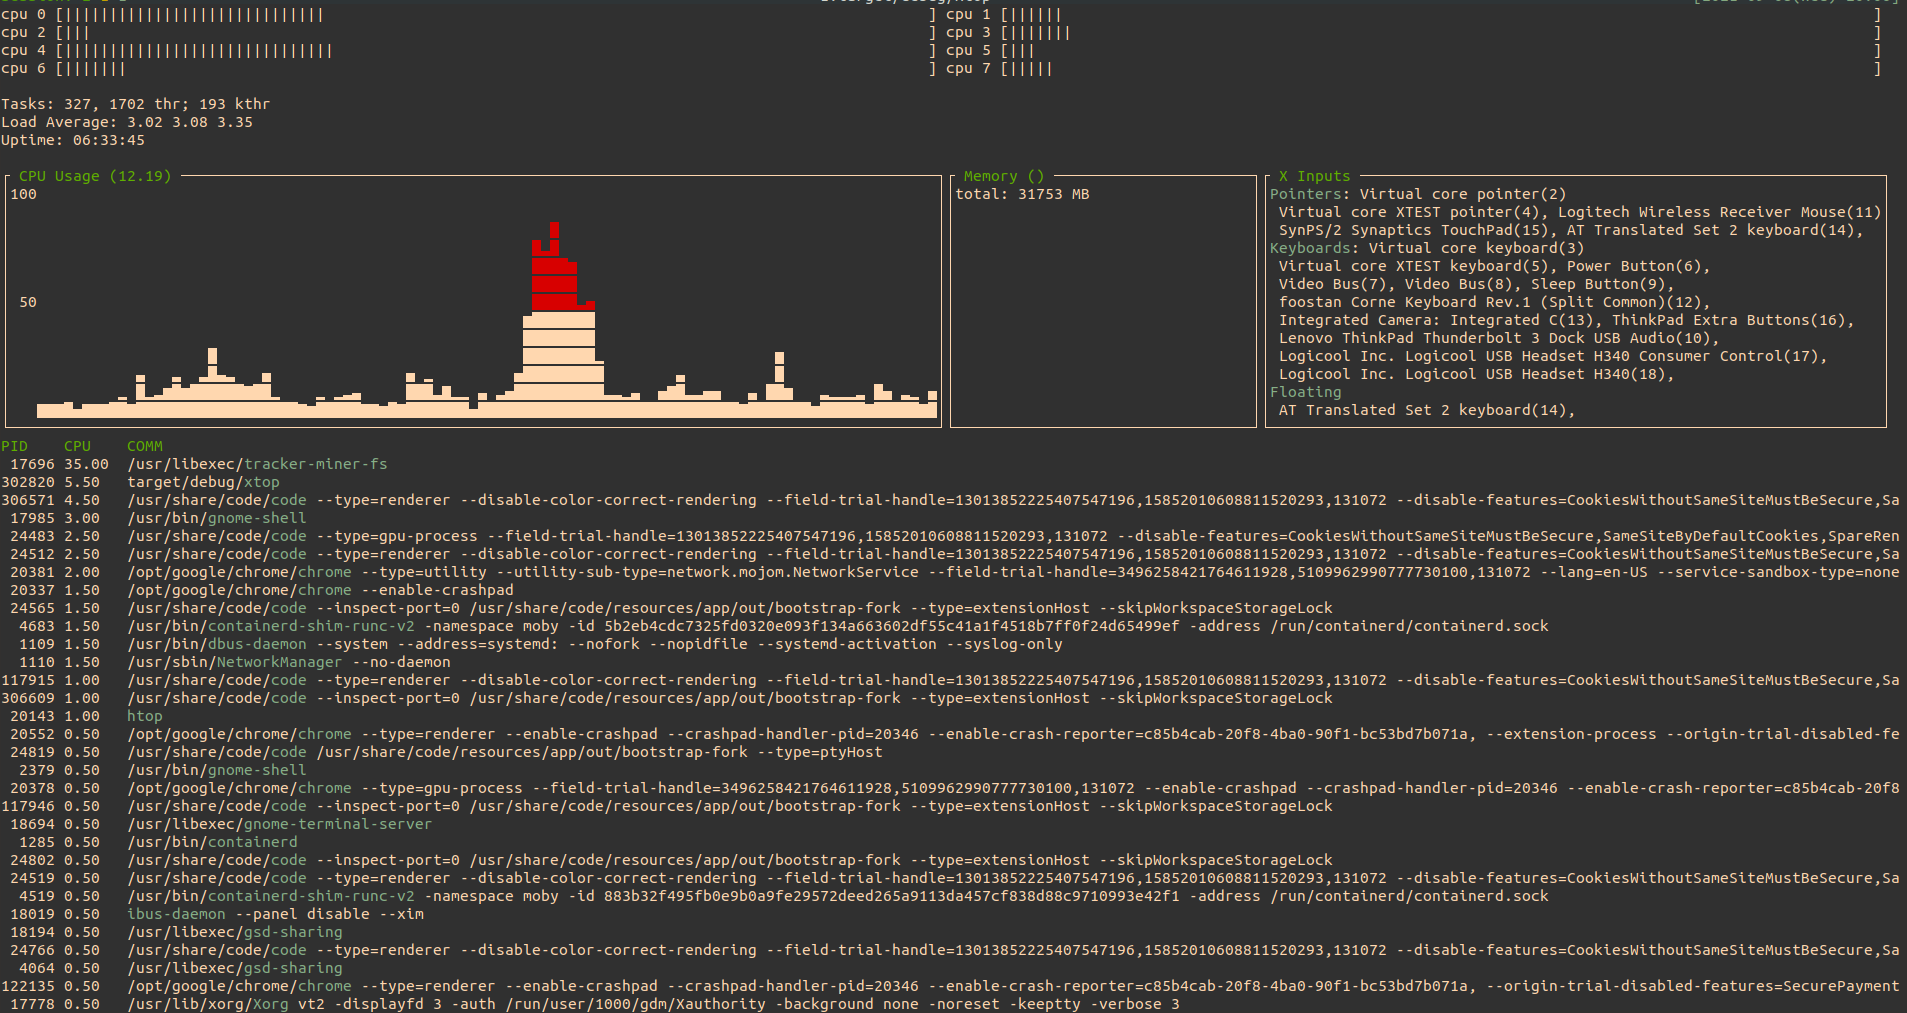 cpu 0 [|||||||||||||||||||||||||||||] cpu 1 [||||||]
cpu 2 [|||] cpu 3 [|||||||]
cpu 4 [||||||||||||||||||||||||||||||] cpu 5 [|||]
cpu 6 [|||||||] cpu 7 [|||||]
Tasks: 327, 1702 thr; 193 kthr
Load Average: 3.02 3.08 3.35
Uptime: 06:33:45
CPU Usage (12.19)
100
50
Memory ()
total: 31753 MB
X Inputs
Pointers: Virtual core pointer(2)
Virtual core XTEST pointer(4), Logitech Wireless Receiver Mouse(11)
SynPS/2 Synaptics TouchPad(15), AT Translated Set 2 keyboard(14),
Keyboards: Virtual core keyboard(3)
Virtual core XTEST keyboard(5), Power Button(6),
Video Bus(7), Video Bus(8), Sleep Button(9),
foostan Corne Keyboard Rev.1 (Split Common)(12),
Integrated Camera: Integrated C(13), ThinkPad Extra Buttons(16),
Lenovo ThinkPad Thunderbolt 3 Dock USB Audio(10),
Logicool Inc. Logicool USB Headset H340 Consumer Control(17),
Logicool Inc. Logicool USB Headset H340(18),
Floating
AT Translated Set 2 keyboard(14),
PID CPU COMM
17696 35.00 /usr/libexec/tracker-miner-fs
302820 5.50 target/debug/xtop
306571 4.50 /usr/share/code/code --type=renderer --disable-color-correct-rendering --field-trial-handle=13013852225407547196,15852010608811520293,131072 --disable-features=CookiesWithoutSameSiteMustBeSecure,Sa
17985 3.00 /usr/bin/gnome-shell
24483 2.50 /usr/share/code/code --type=gpu-process --field-trial-handle=13013852225407547196,15852010608811520293,131072 --disable-features=CookiesWithoutSameSiteMustBeSecure,SameSiteByDefaultCookies,SpareRen
24512 2.50 /usr/share/code/code --type=renderer --disable-color-correct-rendering --field-trial-handle=13013852225407547196,15852010608811520293,131072 --disable-features=CookiesWithoutSameSiteMustBeSecure,Sa
20381 2.00 /opt/google/chrome/chrome --type=utility --utility-sub-type=network.mojom.NetworkService --field-trial-handle=3496258421764611928,5109962990777730100,131072 --lang=en-US --service-sandbox-type=none
20337 1.50 /opt/google/chrome/chrome --enable-crashpad
24565 1.50 /usr/share/code/code --inspect-port=0 /usr/share/code/resources/app/out/bootstrap-fork --type=extensionHost --skipWorkspaceStorageLock
4683 1.50 /usr/bin/containerd-shim-runc-v2 -namespace moby -id 5b2eb4cdc7325fd0320e093f134a663602df55c41a1f4518b7ff0f24d65499ef -address /run/containerd/containerd.sock
1109 1.50 /usr/bin/dbus-daemon --system --address=systemd: --nofork --nopidfile --systemd-activation --syslog-only
1110 1.50 /usr/sbin/NetworkManager --no-daemon
117915 1.00 /usr/share/code/code --type=renderer --disable-color-correct-rendering --field-trial-handle=13013852225407547196,15852010608811520293,131072 --disable-features=CookiesWithoutSameSiteMustBeSecure,Sa
306609 1.00 /usr/share/code/code --inspect-port=0 /usr/share/code/resources/app/out/bootstrap-fork --type=extensionHost --skipWorkspaceStorageLock
20143 1.00 htop
20552 0.50 /opt/google/chrome/chrome --type=renderer --enable-crashpad --crashpad-handler-pid=20346 --enable-crash-reporter=c85b4cab-20f8-4ba0-90f1-bc53bd7b071a, --extension-process --origin-trial-disabled-fe
24819 0.50 /usr/share/code/code /usr/share/code/resources/app/out/bootstrap-fork --type=ptyHost
2379 0.50 /usr/bin/gnome-shell
20378 0.50 /opt/google/chrome/chrome --type=gpu-process --field-trial-handle=3496258421764611928,5109962990777730100,131072 --enable-crashpad --crashpad-handler-pid=20346 --enable-crash-reporter=c85b4cab-20f8
117946 0.50 /usr/share/code/code --inspect-port=0 /usr/share/code/resources/app/out/bootstrap-fork --type=extensionHost --skipWorkspaceStorageLock
18694 0.50 /usr/libexec/gnome-terminal-server
1285 0.50 /usr/bin/containerd
24802 0.50 /usr/share/code/code --inspect-port=0 /usr/share/code/resources/app/out/bootstrap-fork --type=extensionHost --skipWorkspaceStorageLock
24519 0.50 /usr/share/code/code --type=renderer --disable-color-correct-rendering --field-trial-handle=13013852225407547196,15852010608811520293,131072 --disable-features=CookiesWithoutSameSiteMustBeSecure,Sa
4519 0.50 /usr/bin/containerd-shim-runc-v2 -namespace moby -id 883b32f495fb0e9b0a9fe29572deed265a9113da457cf838d88c9710993e42f1 -address /run/containerd/containerd.sock
18019 0.50 ibus-daemon --panel disable --xim
18194 0.50 /usr/libexec/gsd-sharing
24766 0.50 /usr/share/code/code --type=renderer --disable-color-correct-rendering --field-trial-handle=13013852225407547196,15852010608811520293,131072 --disable-features=CookiesWithoutSameSiteMustBeSecure,Sa
4064 0.50 /usr/libexec/gsd-sharing
122135 0.50 /opt/google/chrome/chrome --type=renderer --enable-crashpad --crashpad-handler-pid=20346 --enable-crash-reporter=c85b4cab-20f8-4ba0-90f1-bc53bd7b071a, --origin-trial-disabled-features=SecurePayment
17778 0.50 /usr/lib/xorg/Xorg vt2 -displayfd 3 -auth /run/user/1000/gdm/Xauthority -background none -noreset -keeptty -verbose 3